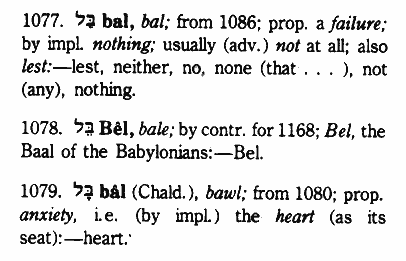 1077. בַּל bal, bal; from 1086; prop. a failure;
by impl. nothing; usually (adv.) not at all; also
lest:—lest, neither, no, none (that . . . ), not
(any), nothing.
1078. בֵּל Bêl, bale; by contr. for 1168; Bel, the
Baal of the Babylonians:—Bel.
1079. בָּל bâl (Chald.), bawl; from 1080; prop.
anxiety, i.e. (by impl.) the heart (as its
seat):—heart.